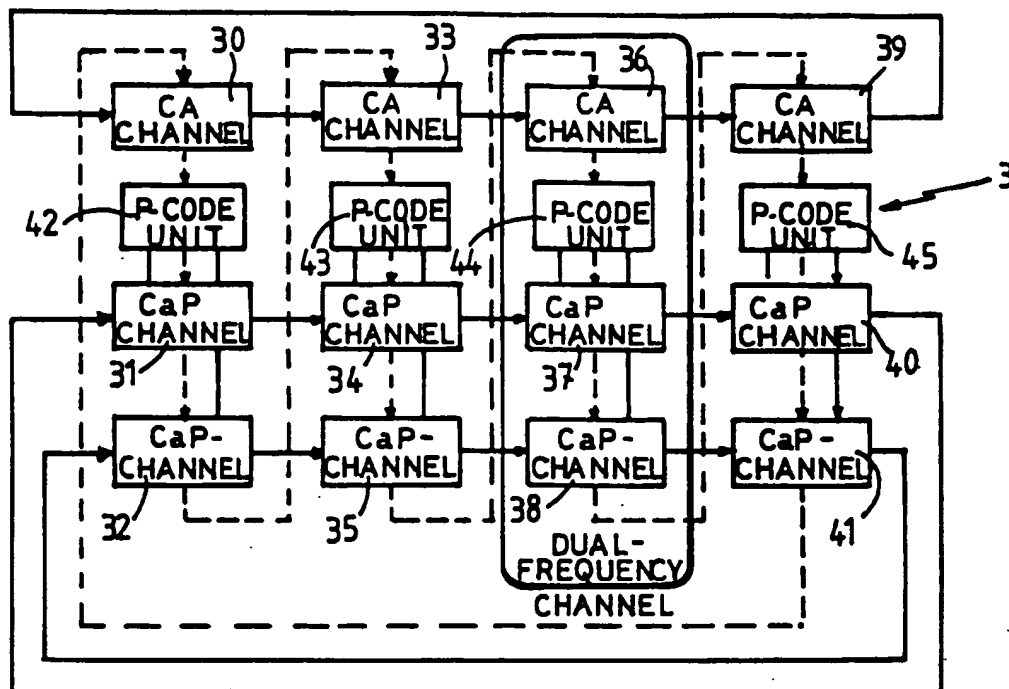 30
33
36
39
CA
CHANNEL
CA
CHANNEL
CA
CHANNEL
CA
CHANNEL
3
42
P-CODE
UNIT
43
P-CODE
UNIT
44
P-CODE
UNIT
45
P-CODE
UNIT
CaP
CHANNEL
31
CaP
CHANNEL
34
CaP
CHANNEL
37
CaP
CHANNEL
40
CaP-
CHANNEL
32
CaP-
CHANNEL
35
CaP-
CHANNEL
38
CaP-
CHANNEL
41
DUAL-
FREQUENCY
CHANNEL